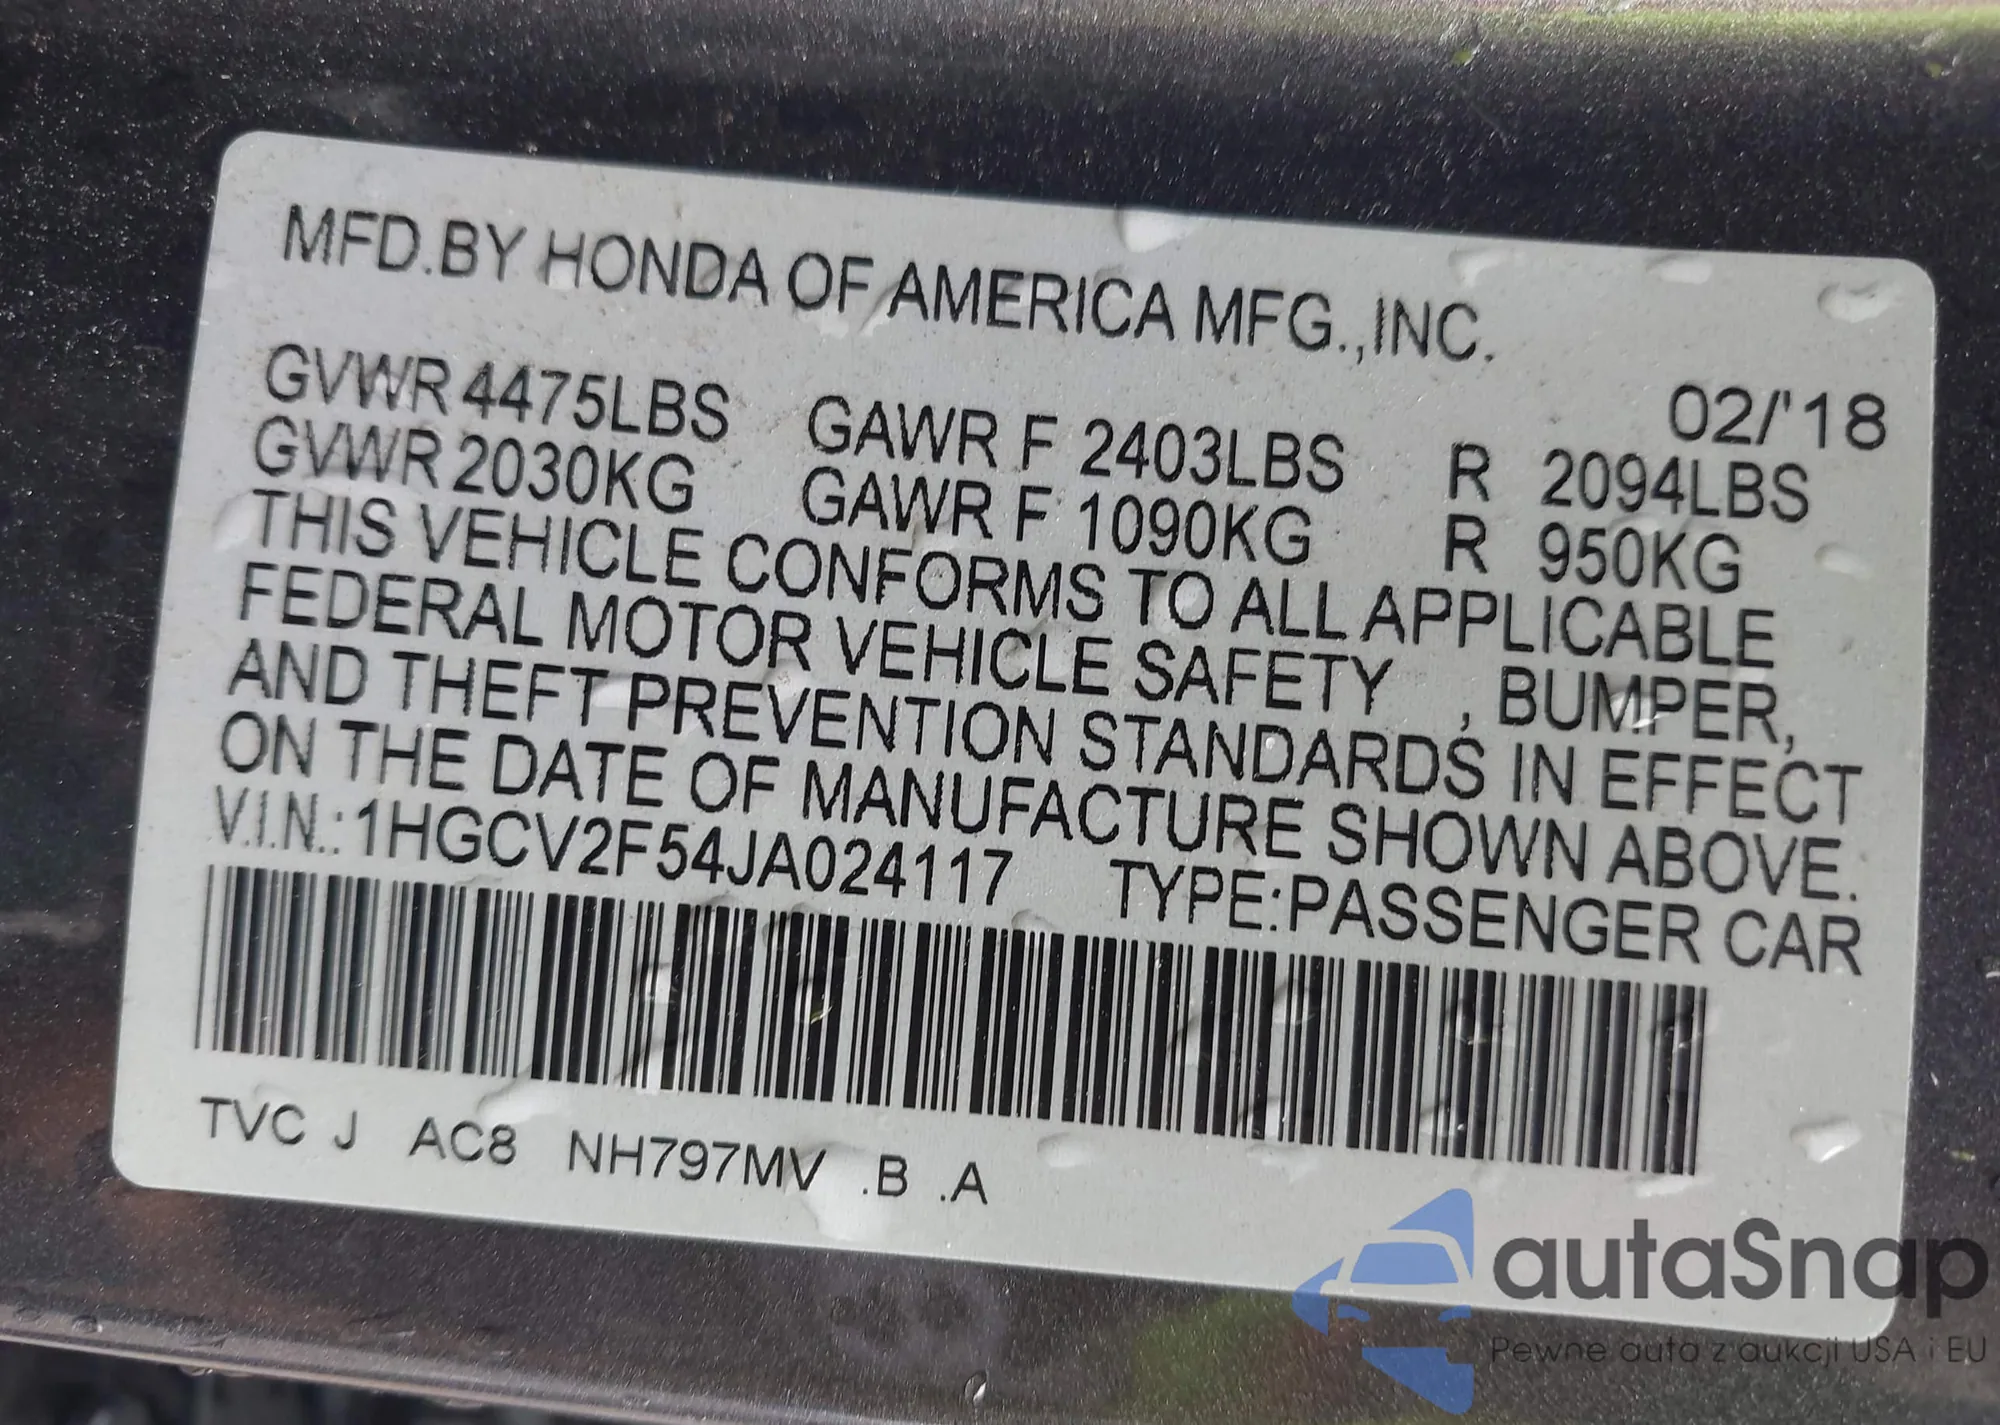 MFD.BY HONDA OF AMERICA MFG.,INC.
02/'18
GVWR 4475LBS GAWR F 2403LBS R 2094LBS
GVWR 2030KG GAWR F 1090KG R 950KG
THIS VEHICLE CONFORMS TO ALL APPLICABLE
FEDERAL MOTOR VEHICLE SAFETY , BUMPER,
AND THEFT PREVENTION STANDARDS IN EFFECT
ON THE DATE OF MANUFACTURE SHOWN ABOVE.
V.I.N.:1HGCV2F54JA024117 TYPE:PASSENGER CAR
TVC J AC8 NH797MV .B .A
autaSnap
Pewne auta z aukcji USA i EU